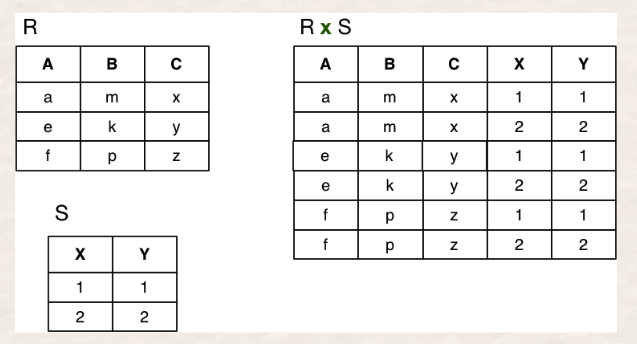 R
A B C
a m x
e k y
f p z
S
X Y
1 1
2 2
R x S
A B C X Y
a m x 1 1
a m x 2 2
e k y 1 1
e k y 2 2
f p z 1 1
f p z 2 2